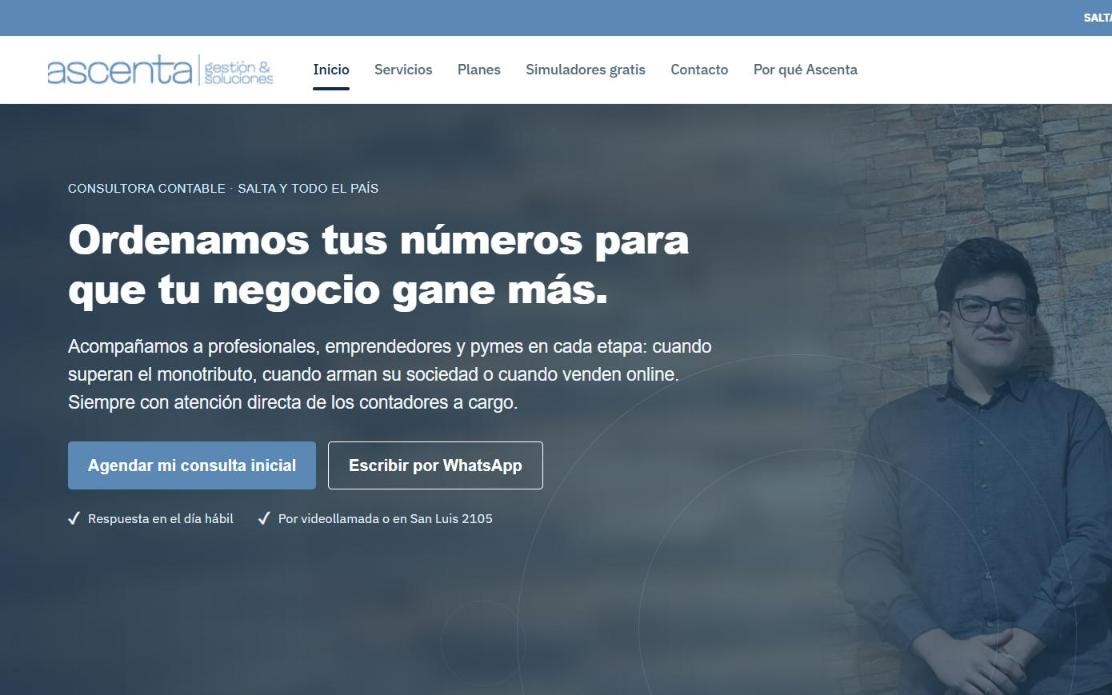 SALTA
ascenta
gestión &
soluciones
Inicio
Servicios
Planes
Simuladores gratis
Contacto
Por qué Ascenta
CONSULTORA CONTABLE · SALTA Y TODO EL PAÍS
Ordenamos tus números para
que tu negocio gane más.
Acompañamos a profesionales, emprendedores y pymes en cada etapa: cuando
superan el monotributo, cuando arman su sociedad o cuando venden online.
Siempre con atención directa de los contadores a cargo.
Agendar mi consulta inicial
Escribir por WhatsApp
✓ Respuesta en el día hábil
✓ Por videollamada o en San Luis 2105